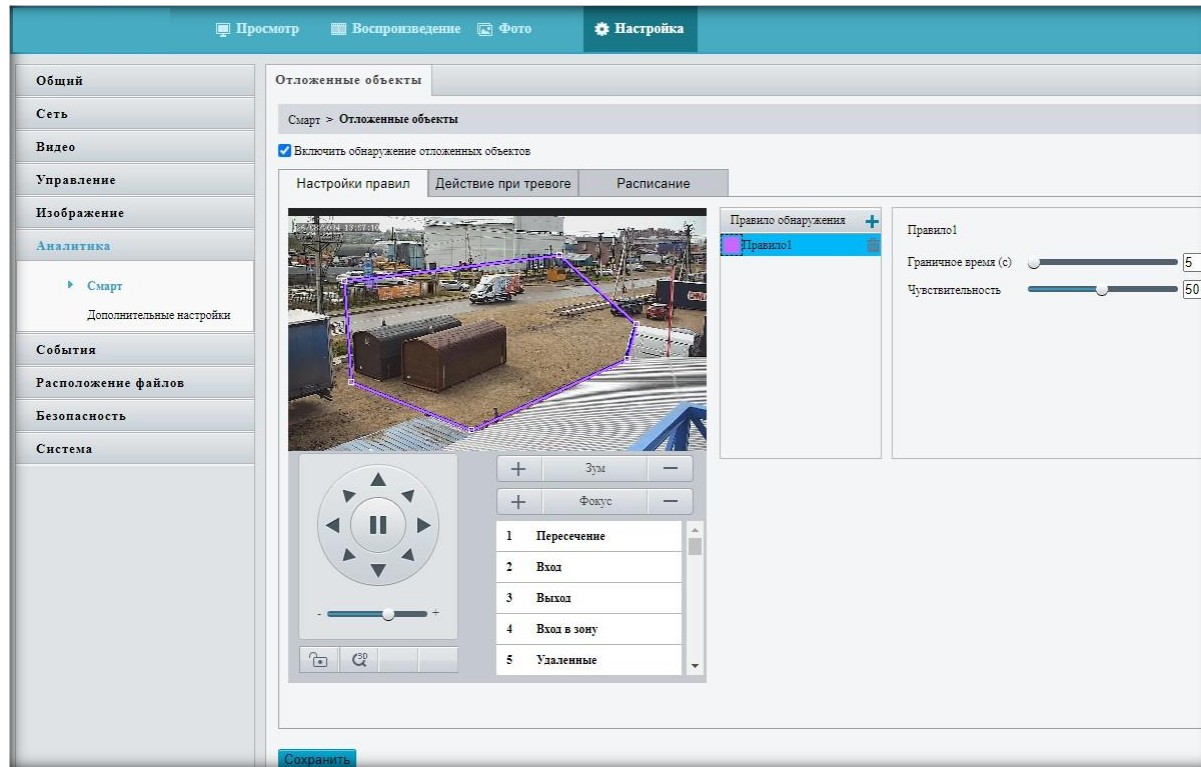 Просмотр Воспроизведение Фото Настройка
Общий
Сеть
Видео
Управление
Изображение
Аналитика
Смарт
Дополнительные настройки
События
Расположение файлов
Безопасность
Система
Отложенные объекты
Смарт > Отложенные объекты
Включить обнаружение отложенных объектов
Настройки правил Действие при тревоге Расписание
Правило обнаружения +
Правило1
Правило1
Граничное время (с) 5
Чувствительность 50
+ Зум −
+ Фокус −
1 Пересечение
2 Вход
3 Выход
4 Вход в зону
5 Удаленные
- +
3D
Сохранить